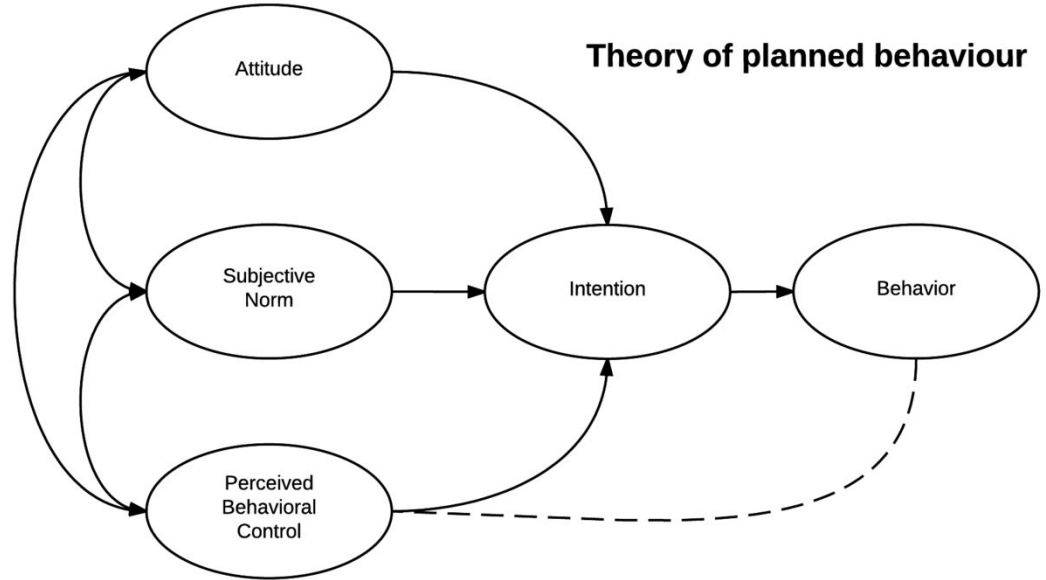 Theory of planned behaviour
Attitude
Subjective
Norm
Intention
Behavior
Perceived
Behavioral
Control